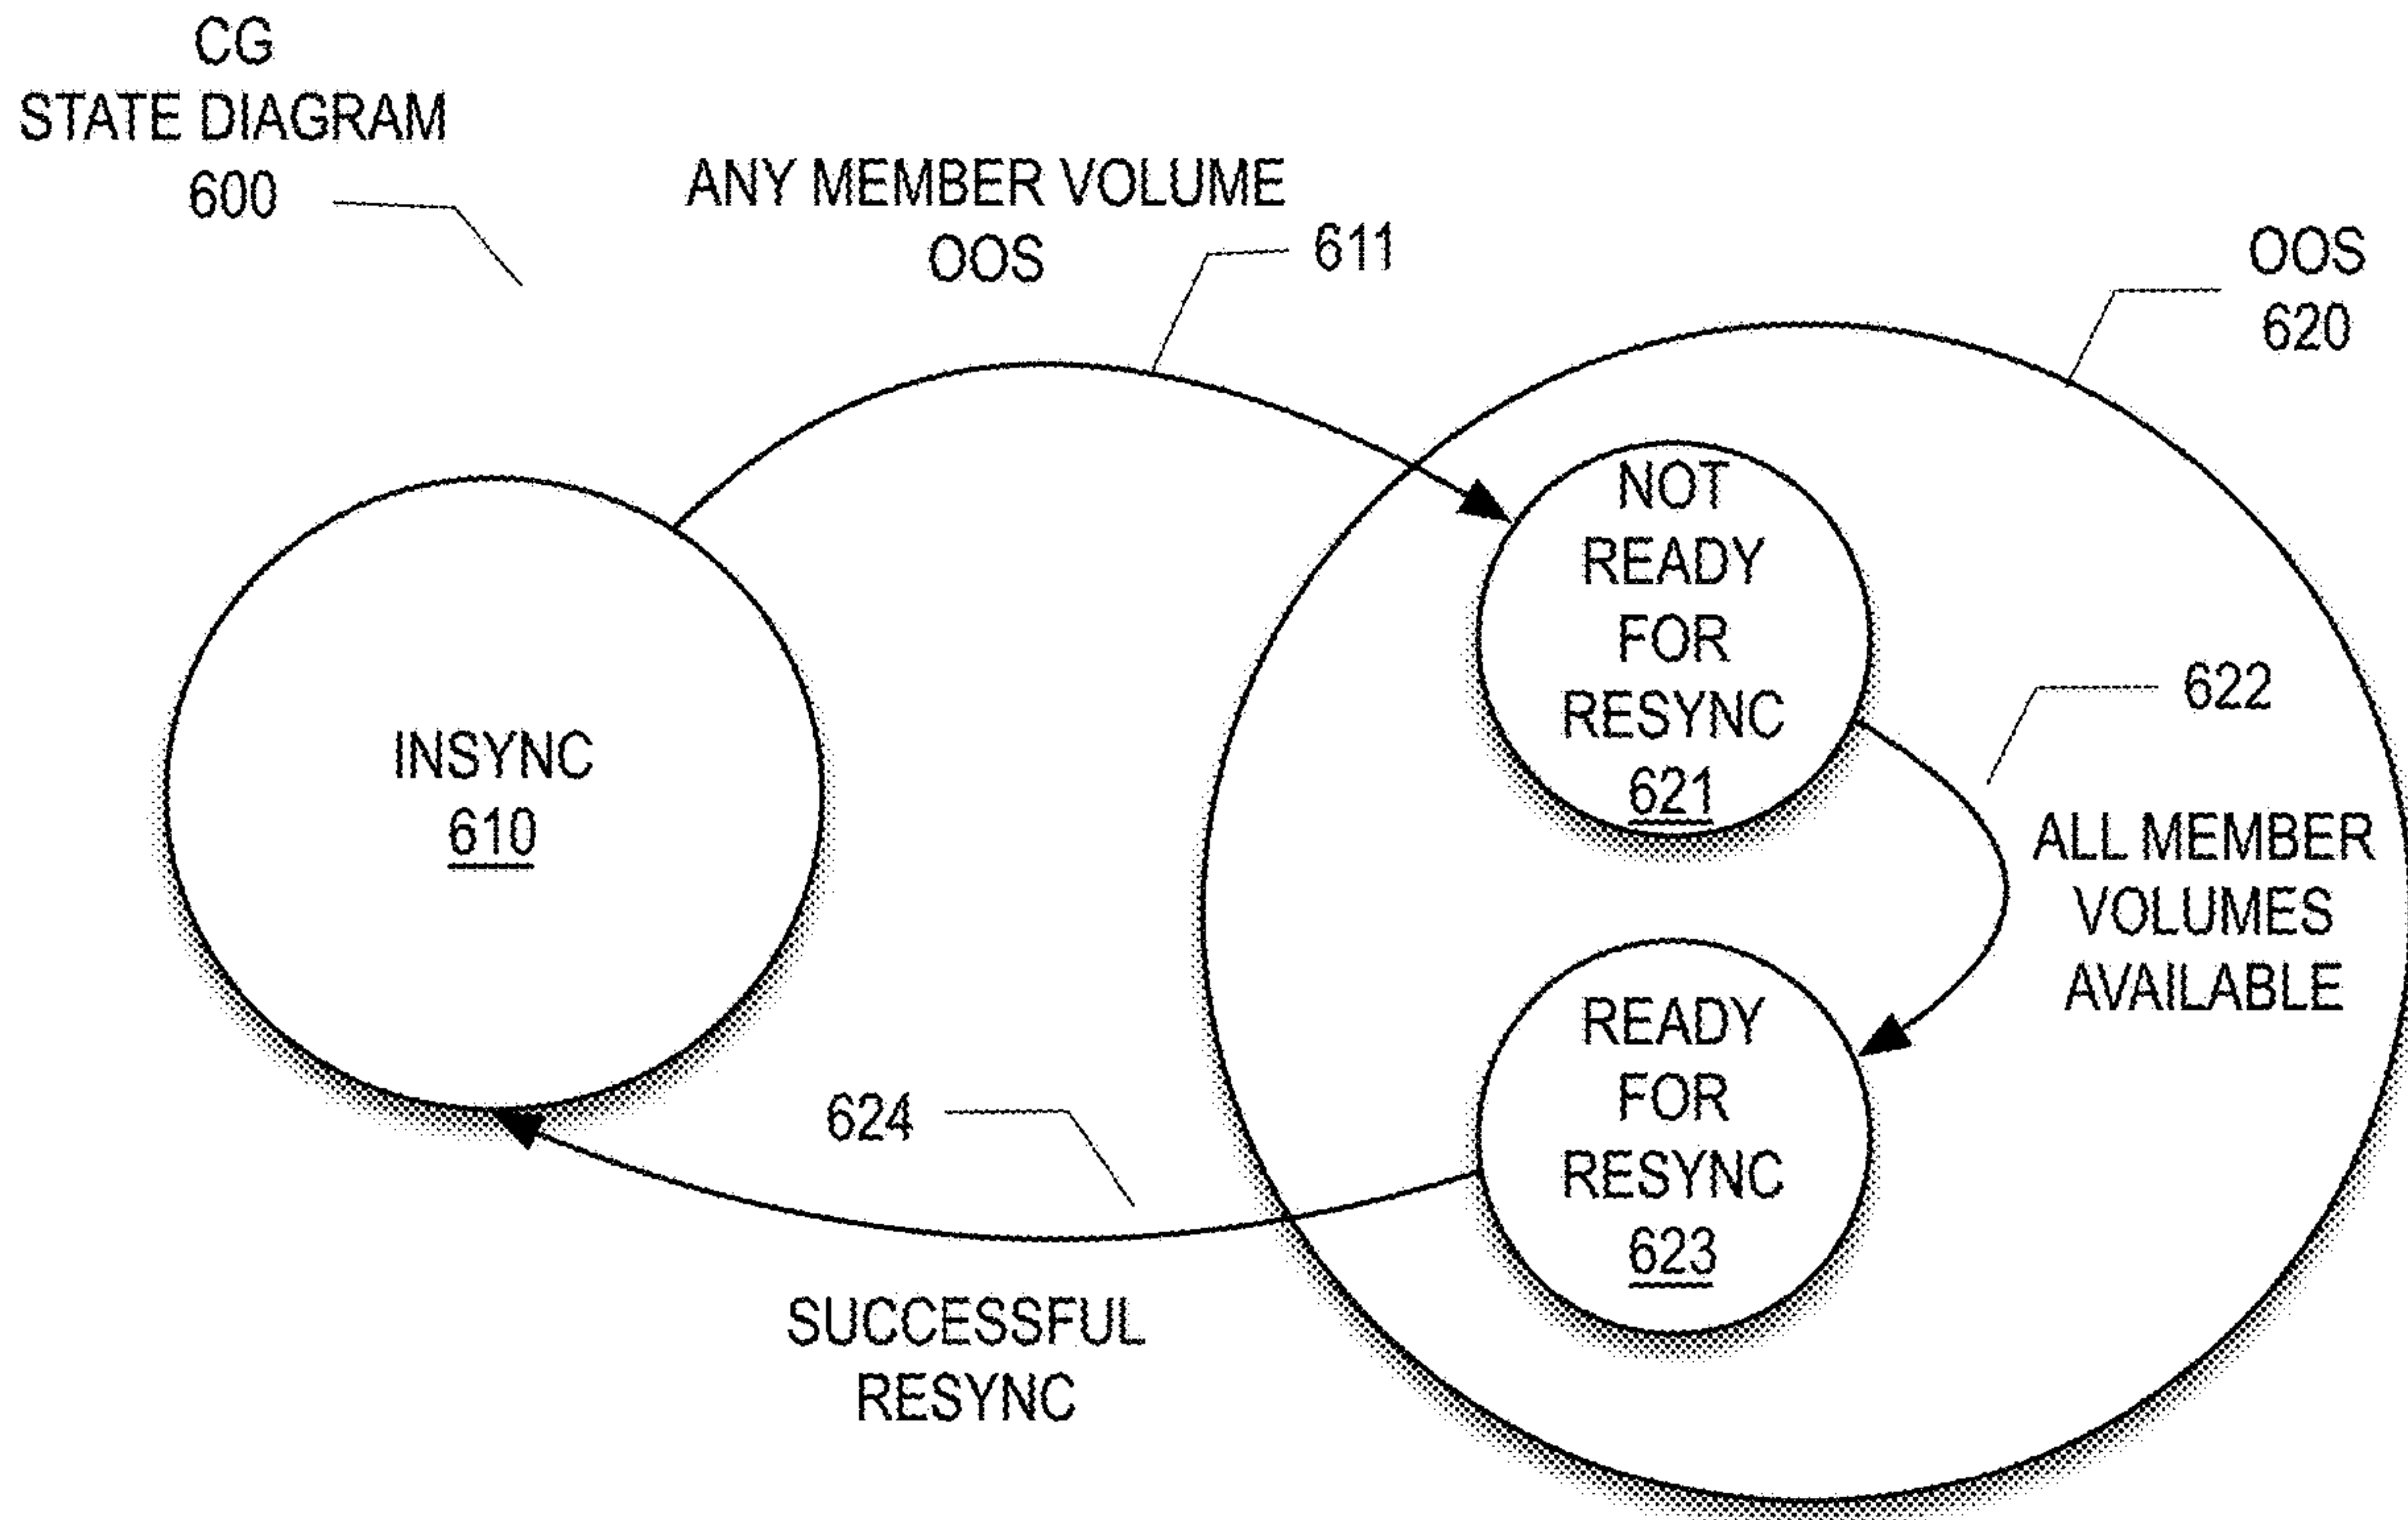 CG
STATE DIAGRAM
600
ANY MEMBER VOLUME
OOS
611
OOS
620
INSYNC
610
NOT
READY
FOR
RESYNC
621
622
ALL MEMBER
VOLUMES
AVAILABLE
READY
FOR
RESYNC
623
624
SUCCESSFUL
RESYNC